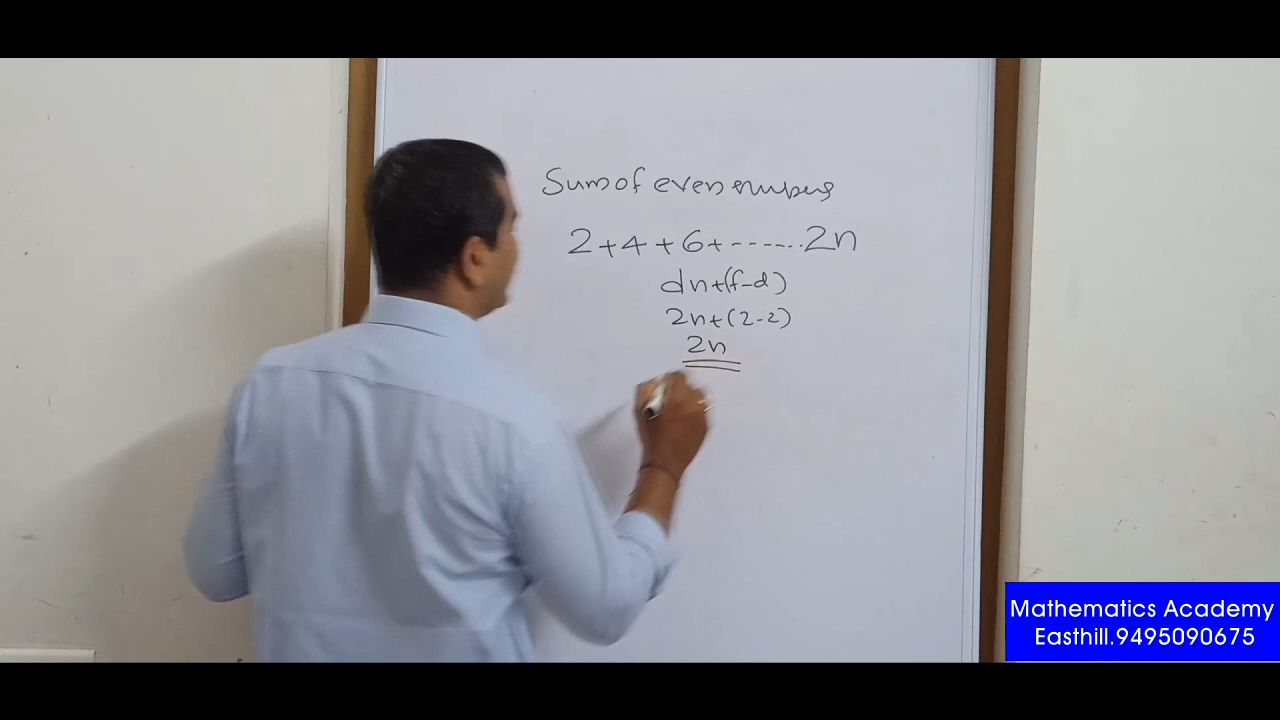 Sum of even numbers
2+4+6+------2n
dn+(f-d)
2n+(2-2)
2n
Mathematics Academy
Easthill.9495090675